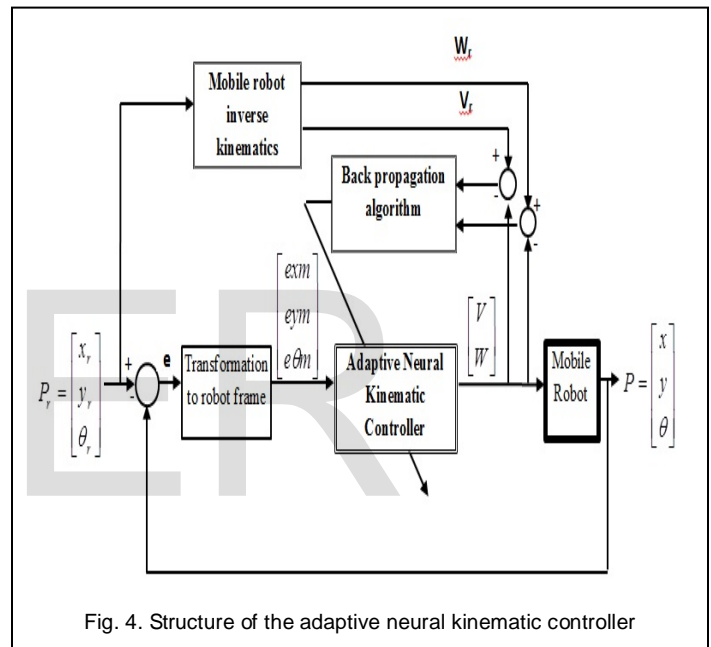 Wr
Mobile robot
inverse
kinematics
Vr
+
-
+
-
Back propagation
algorithm
exm
eym
eθm
V
W
Pr =
xr
yr
θr
+
-
e
Transformation
to robot frame
Adaptive Neural
Kinematic
Controller
Mobile
Robot
P =
x
y
θ
ER
Fig. 4. Structure of the adaptive neural kinematic controller